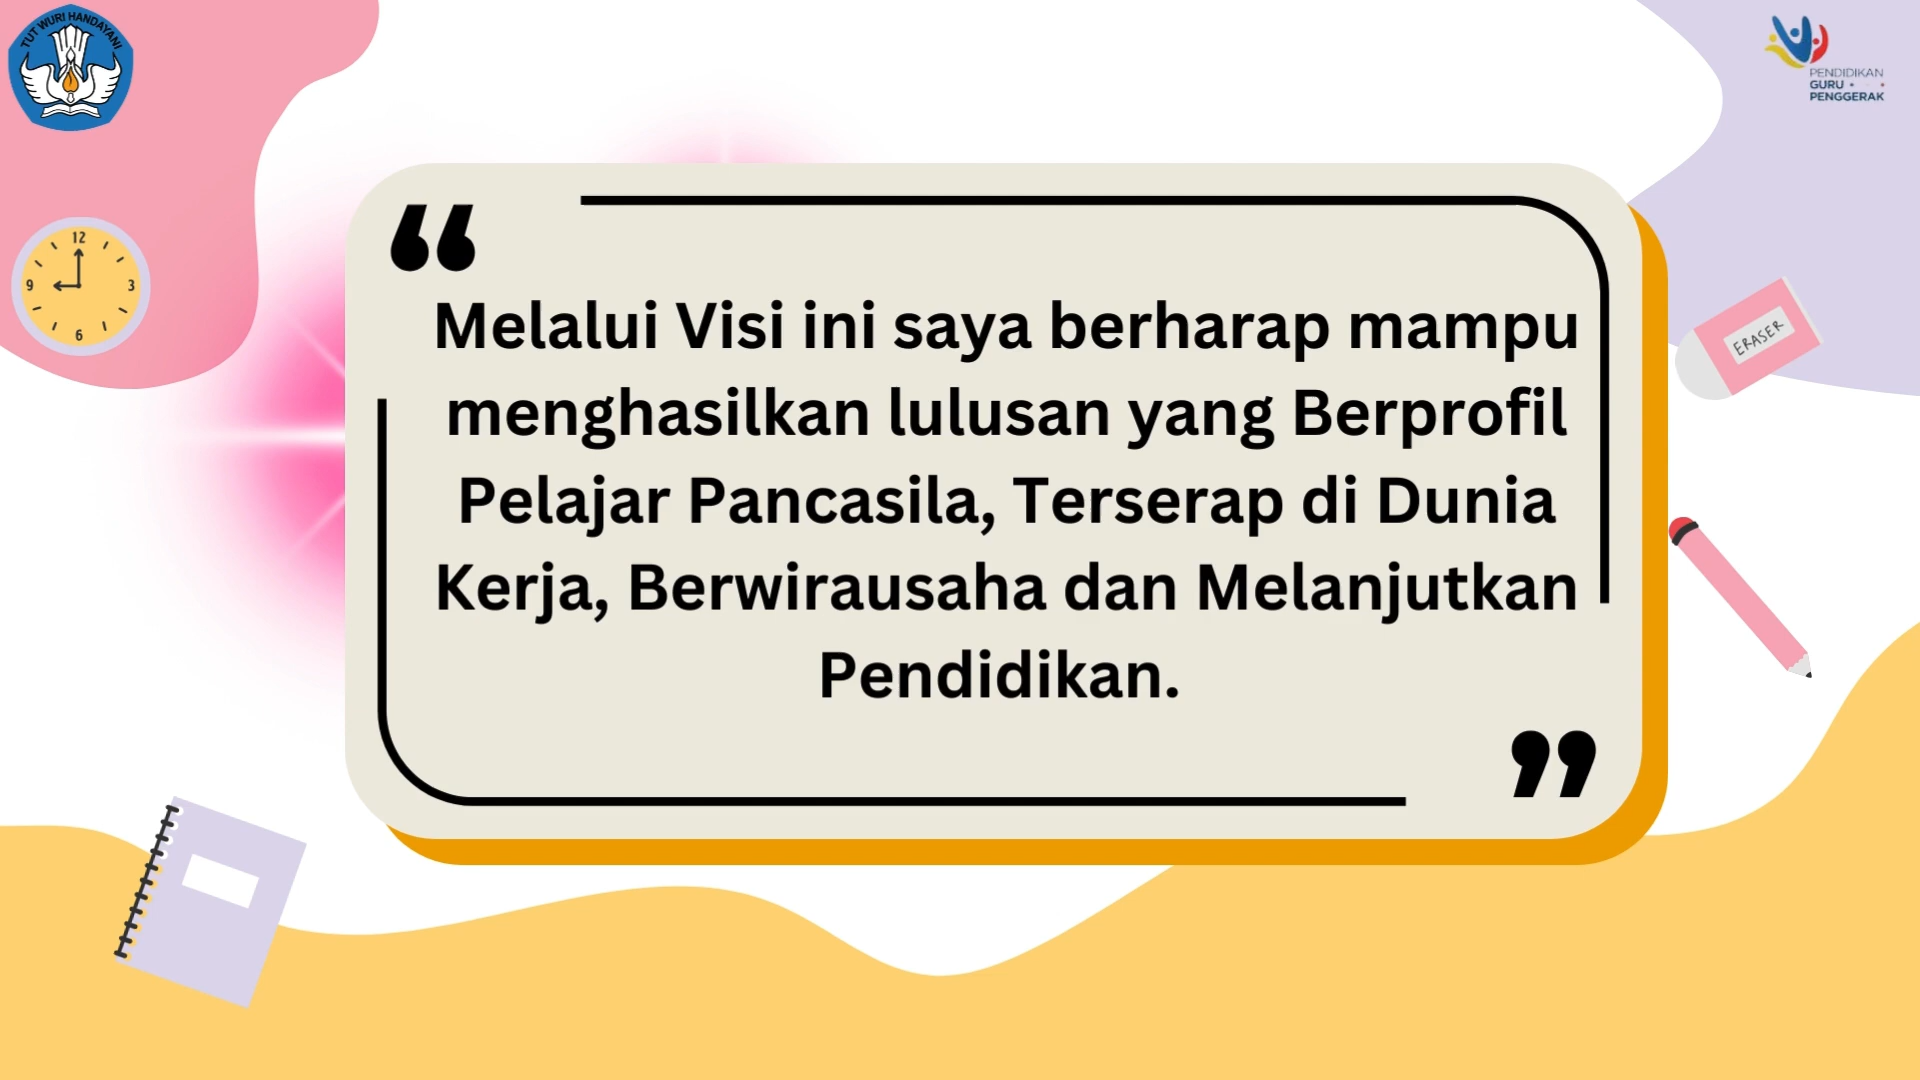 TUT WURI HANDAYANI
PENDIDIKAN
GURU
PENGGERAK
12
9
3
6
“
Melalui Visi ini saya berharap mampu
menghasilkan lulusan yang Berprofil
Pelajar Pancasila, Terserap di Dunia
Kerja, Berwirausaha dan Melanjutkan
Pendidikan.
”
ERASER